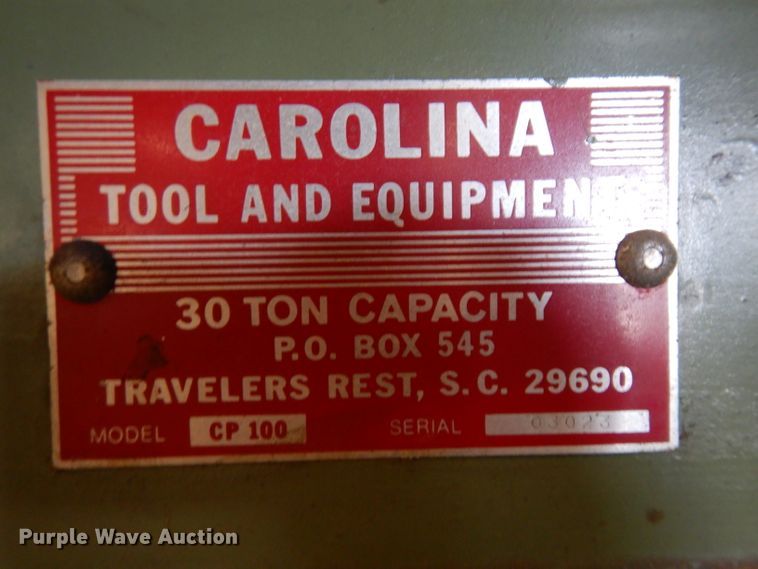 CAROLINA
TOOL AND EQUIPMENT
30 TON CAPACITY
P.O. BOX 545
TRAVELERS REST, S.C. 29690
MODEL CP 100 SERIAL 03023
Purple Wave Auction